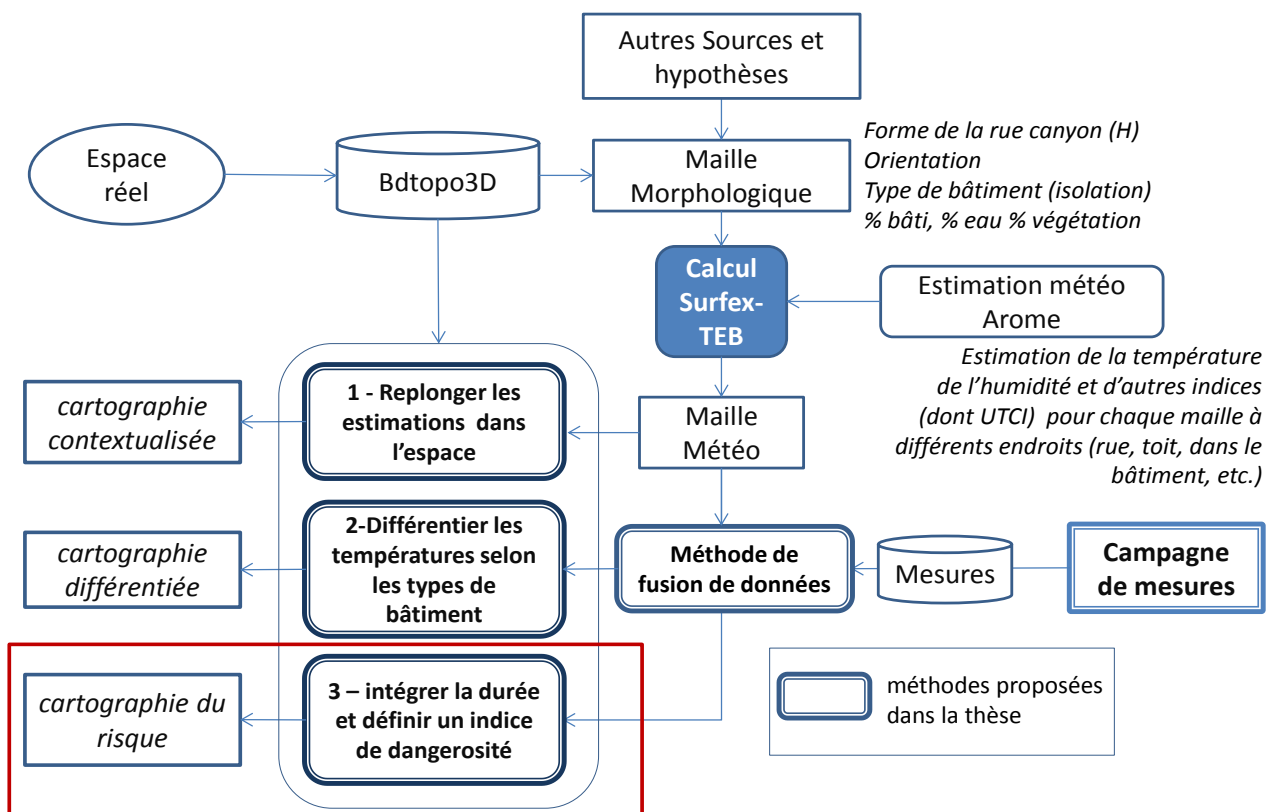 Autres Sources et
hypothèses
Espace
réel
Bdtopo3D
Maille
Morphologique
Forme de la rue canyon (H)
Orientation
Type de bâtiment (isolation)
% bâti, % eau % végétation
Calcul
Surfex-
TEB
Estimation météo
Arome
Estimation de la température
de l'humidité et d'autres indices
(dont UTCI) pour chaque maille à
différents endroits (rue, toit, dans le
bâtiment, etc.)
cartographie
contextualisée
1 - Replonger les
estimations dans
l'espace
Maille
Météo
cartographie
différentiée
2-Différentier les
températures selon
les types de
bâtiment
Méthode de
fusion de données
Mesures
Campagne
de mesures
cartographie du
risque
3 – intégrer la durée
et définir un indice
de dangerosité
méthodes proposées
dans la thèse